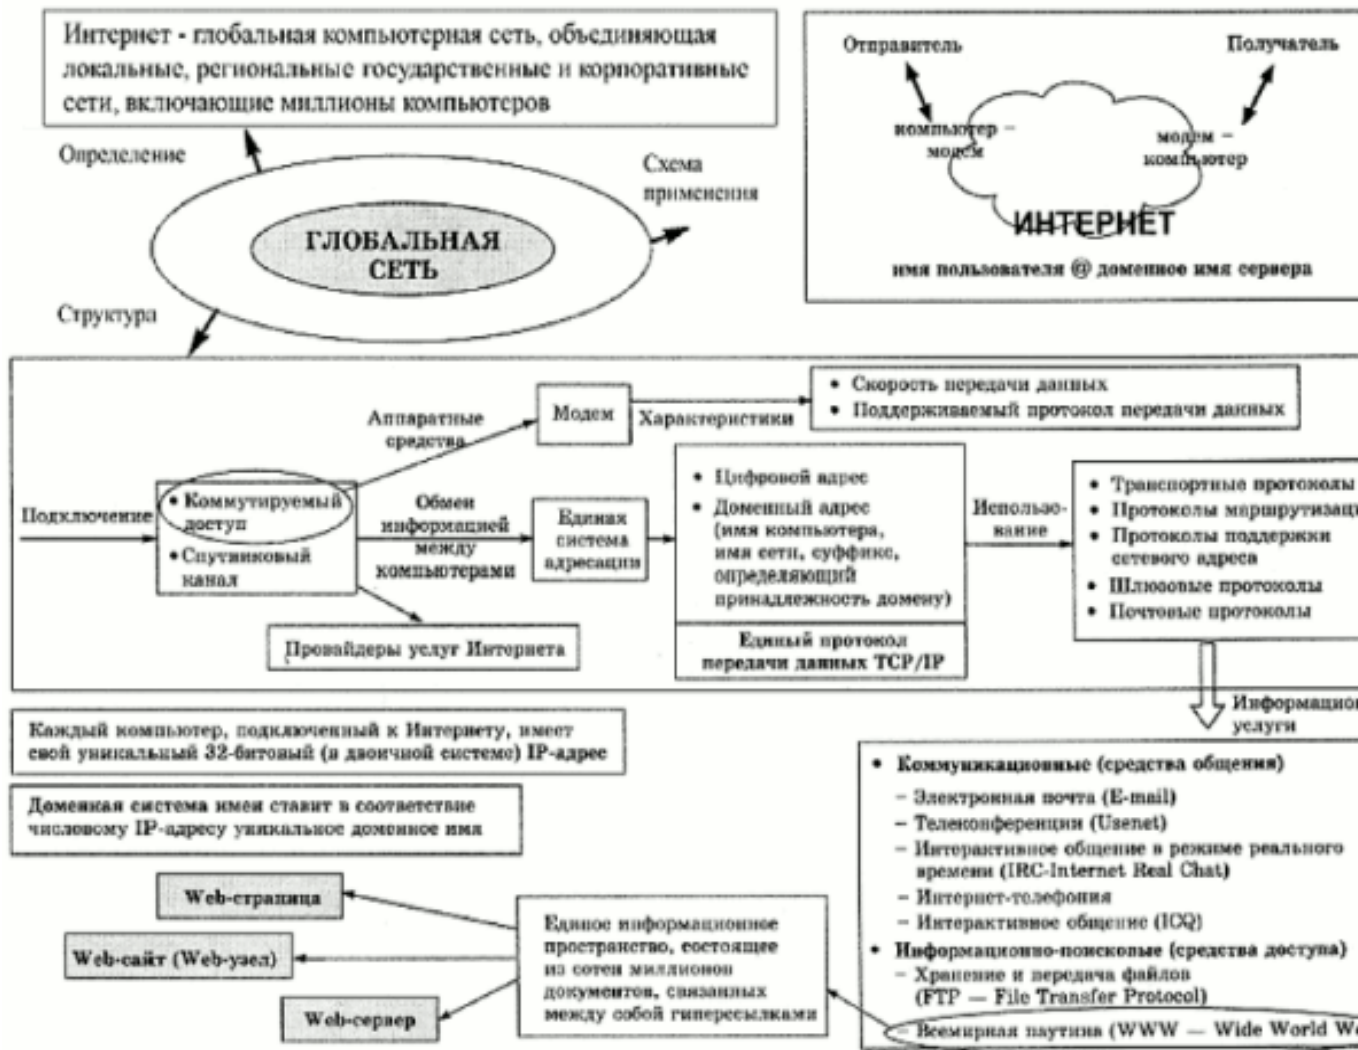 Интернет - глобальная компьютерная сеть, объединяющая
локальные, региональные государственные и корпоративные
сети, включающие миллионы компьютеров
Отправитель
Получатель
компьютер –
модем
модем –
компьютер
ИНТЕРНЕТ
имя пользователя @ доменное имя сервера
Определение
Схема
применения
ГЛОБАЛЬНАЯ
СЕТЬ
Структура
Подключение
• Коммутируемый
доступ
• Спутниковый
канал
Аппаратные
средства
Модем
Характеристики
• Скорость передачи данных
• Поддерживаемый протокол передачи данных
Обмен
информацией
между
компьютерами
Единая
система
адресации
• Цифровой адрес
• Доменный адрес
(имя компьютера,
имя сети, суффикс,
определяющий
принадлежность домену)
Единый протокол
передачи данных TCP/IP
Использо-
вание
• Транспортные протоколы
• Протоколы маршрутизац
• Протоколы поддержки
сетевого адреса
• Шлюзовые протоколы
• Почтовые протоколы
Провайдеры услуг Интернета
Информацион
услуги
Каждый компьютер, подключенный к Интернету, имеет
свой уникальный 32-битовый (в двоичной системе) IP-адрес
Доменная система имен ставит в соответствие
числовому IP-адресу уникальное доменное имя
• Коммуникационные (средства общения)
– Электронная почта (E-mail)
– Телеконференции (Usenet)
– Интерактивное общение в режиме реального
времени (IRC-Internet Real Chat)
– Интернет-телефония
– Интерактивное общение (ICQ)
• Информационно-поисковые (средства доступа)
– Хранение и передача файлов
(FTP — File Transfer Protocol)
– Всемирная паутина (WWW — Wide World We
Единое информационное
пространство, состоящее
из сотен миллионов
документов, связанных
между собой гиперссылками
Web-страница
Web-сайт (Web-узел)
Web-сервер